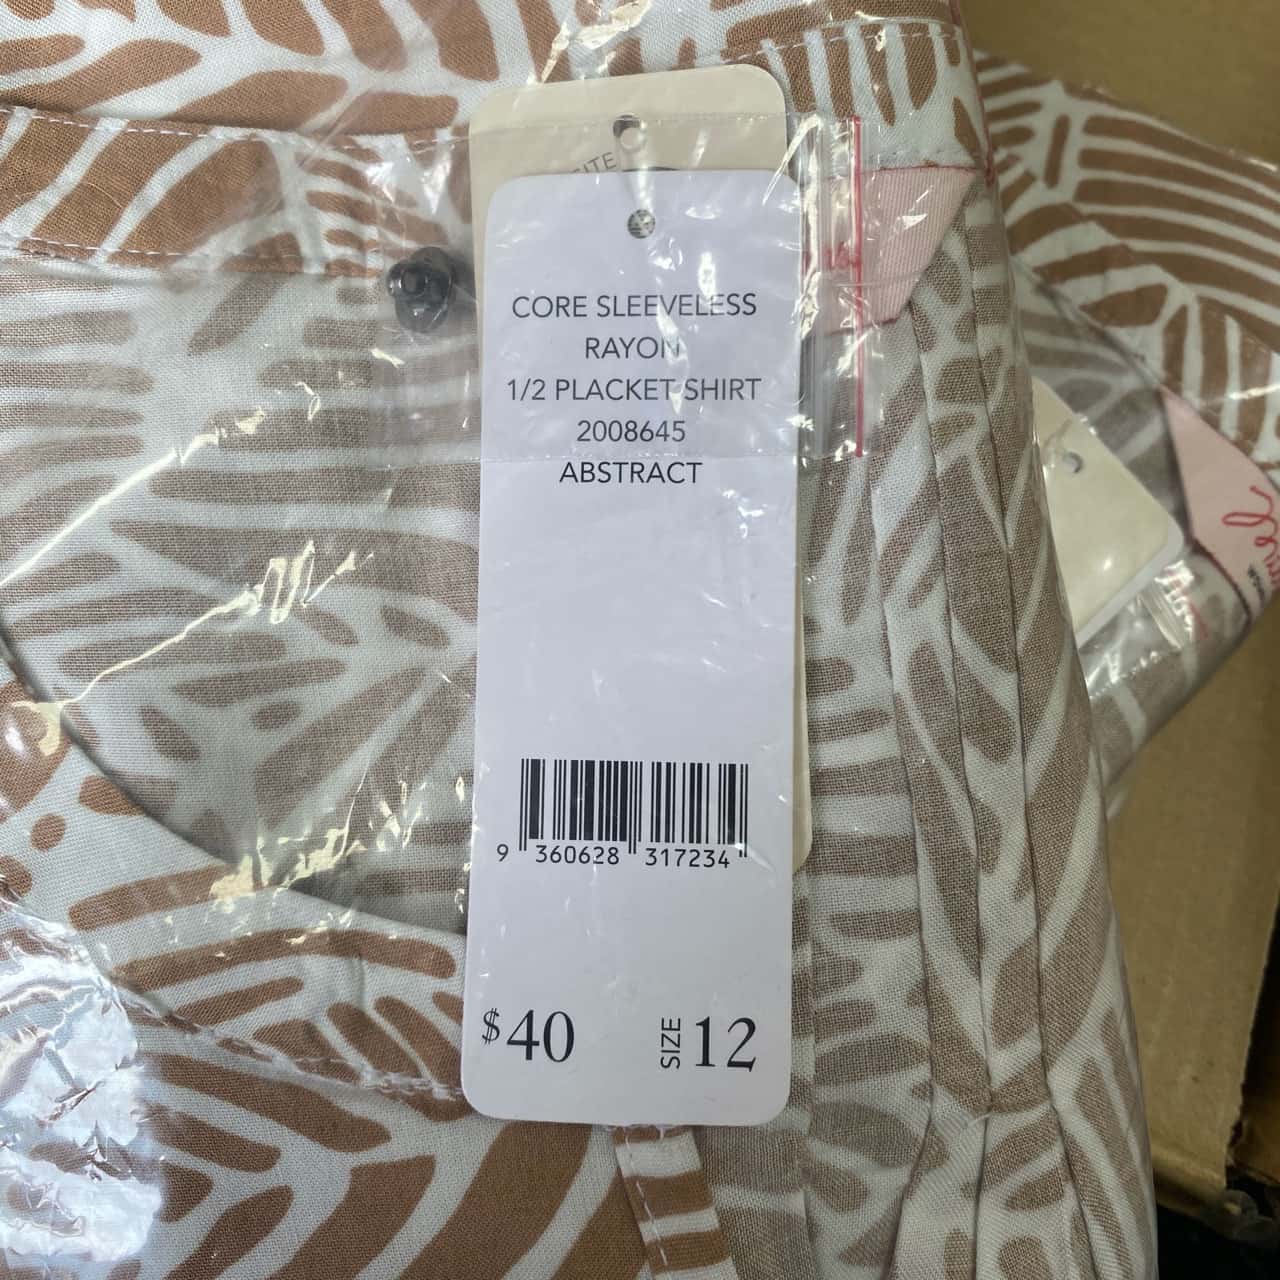 CORE SLEEVELESS
RAYON
1/2 PLACKET SHIRT
2008645
ABSTRACT
9 360628 317234
$40
SIZE 12